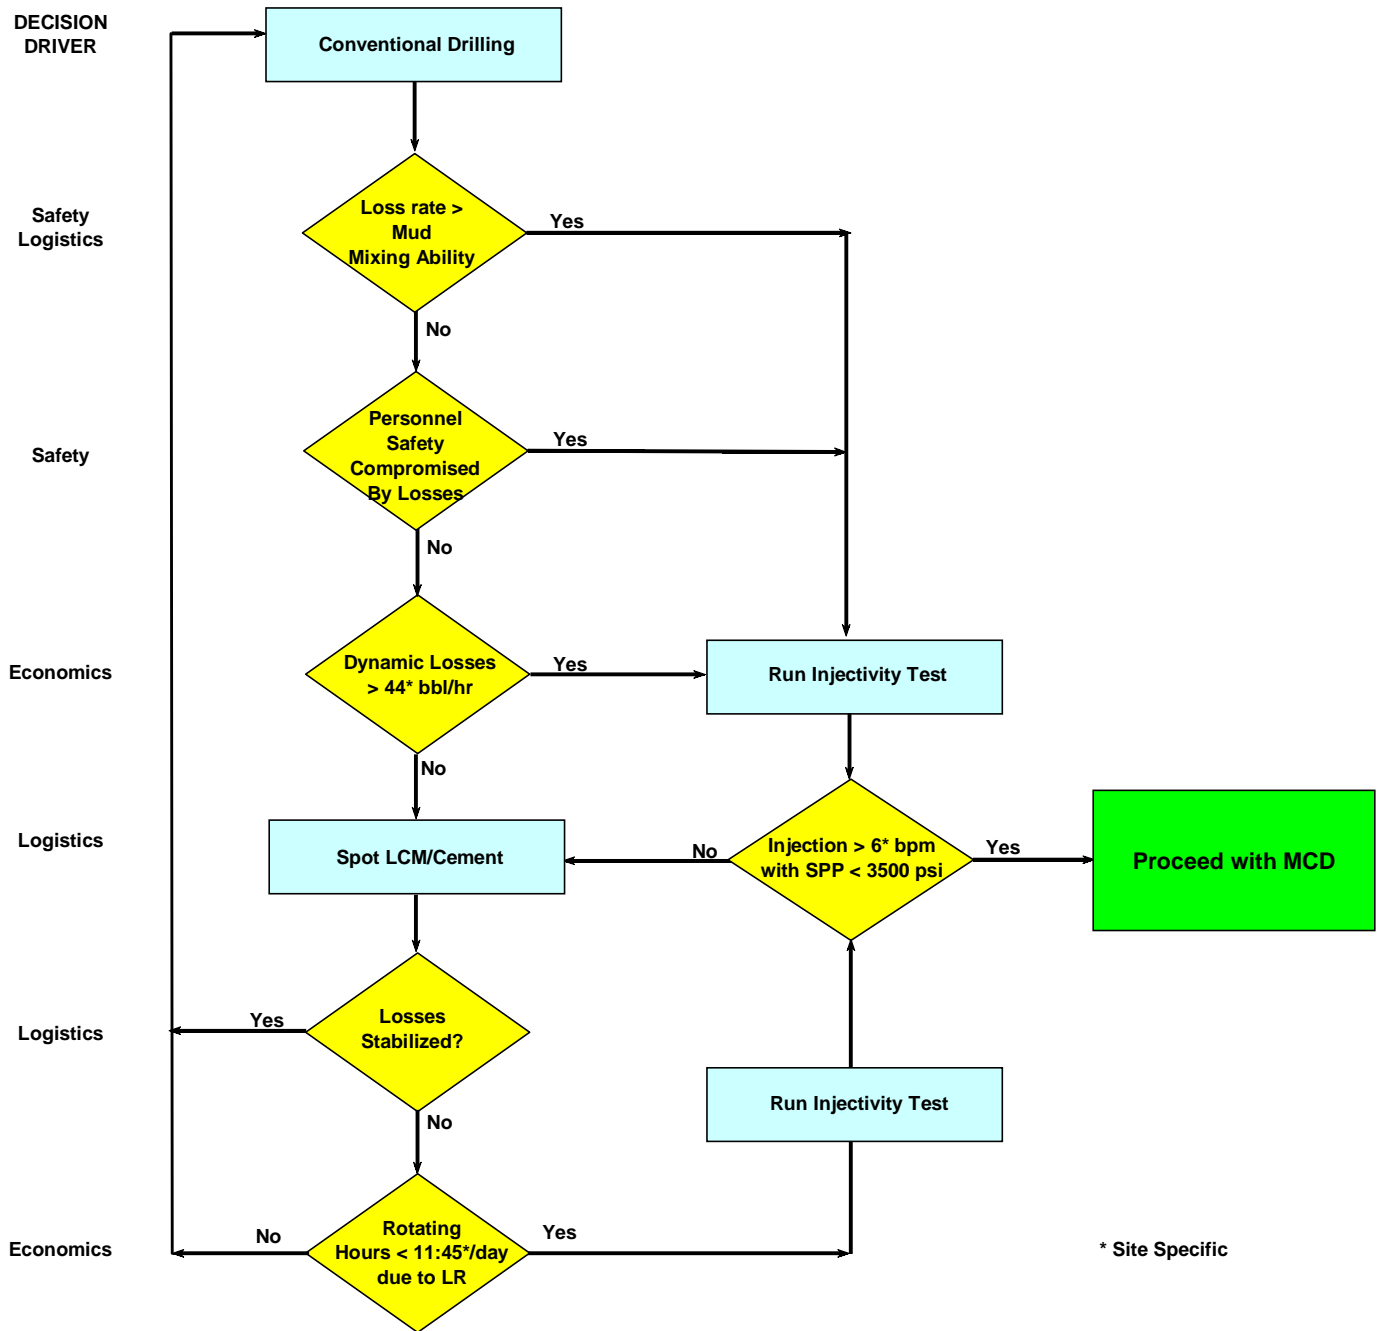 DECISION
DRIVER
Conventional Drilling
Safety
Logistics
Loss rate >
Mud
Mixing Ability
Yes
No
Safety
Personnel
Safety
Compromised
By Losses
Yes
No
Economics
Dynamic Losses
> 44* bbl/hr
Yes
Run Injectivity Test
No
Logistics
Spot LCM/Cement
No
Injection > 6* bpm
with SPP < 3500 psi
Yes
Proceed with MCD
Logistics
Yes
Losses
Stabilized?
No
Run Injectivity Test
Economics
No
Rotating
Hours < 11:45*/day
due to LR
Yes
* Site Specific